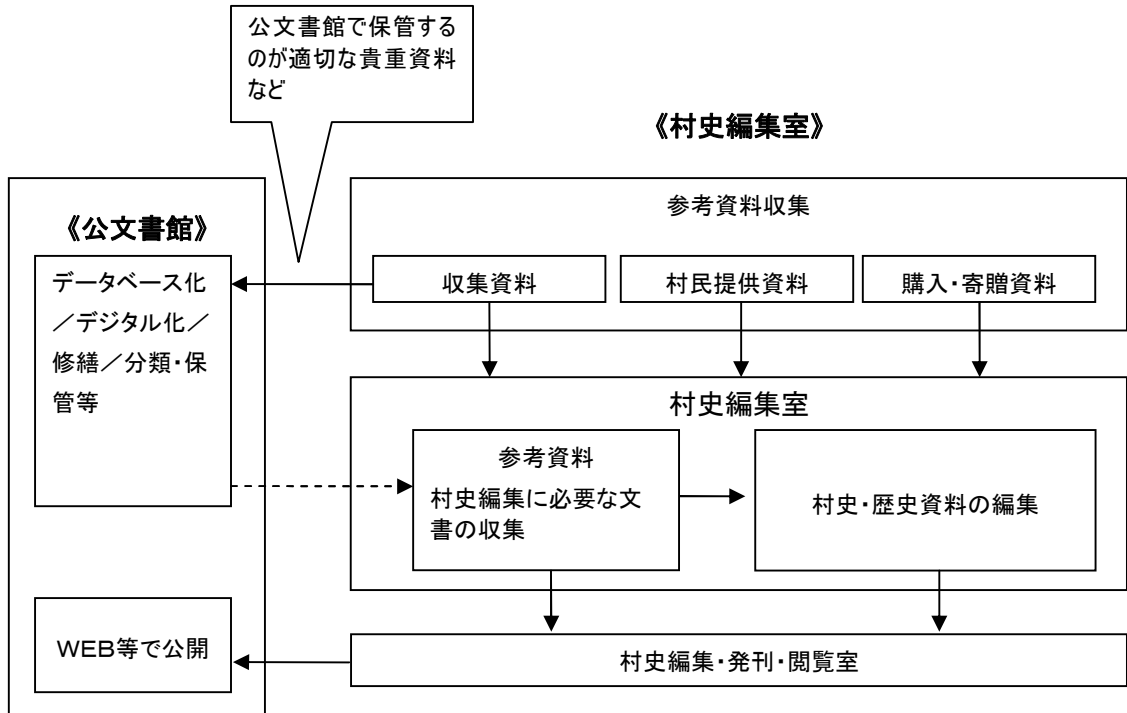 公文書館で保管する
のが適切な貴重資料
など
《村史編集室》
参考資料収集
《公文書館》
データベース化
／デジタル化／
修繕／分類・保
管等
収集資料
村民提供資料
購入・寄贈資料
村史編集室
参考資料
村史編集に必要な文
書の収集
村史・歴史資料の編集
WEB等で公開
村史編集・発刊・閲覧室